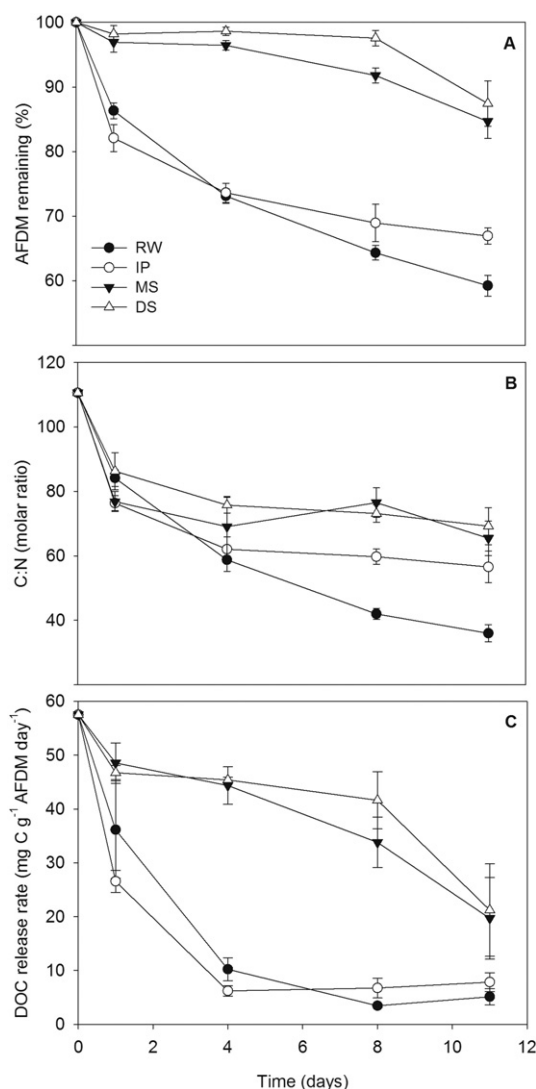 A
100
90
80
70
60
AFDM remaining (%)
RW
IP
MS
DS
B
120
100
80
60
40
C:N (molar ratio)
C
60
50
40
30
20
10
0
DOC release rate (mg C g⁻¹ AFDM day⁻¹)
0 2 4 6 8 10 12
Time (days)